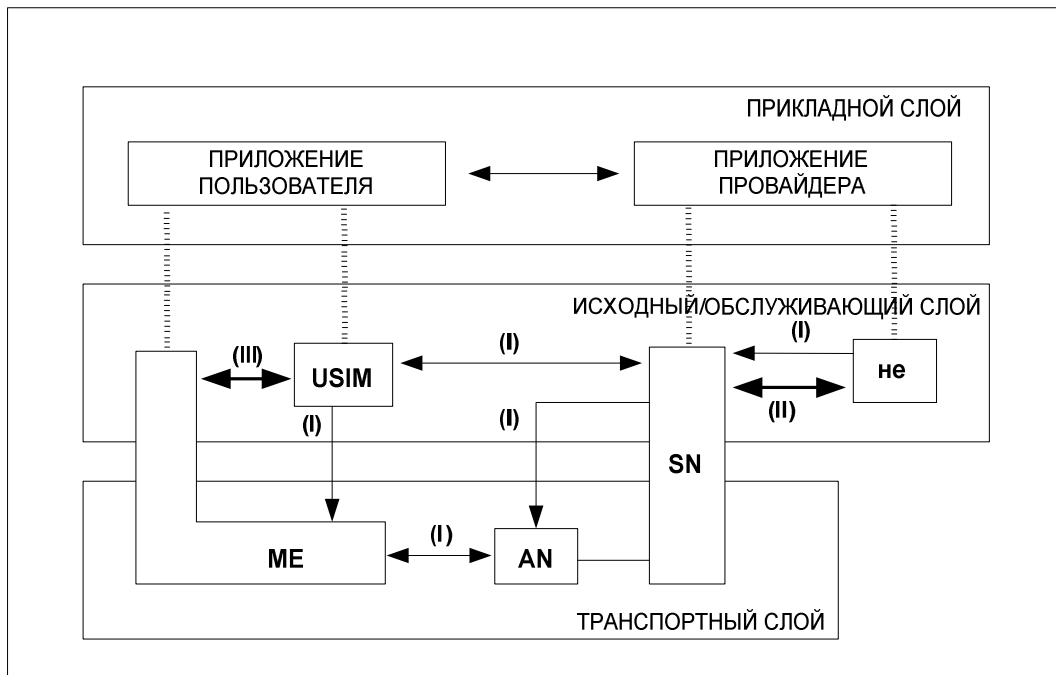 ПРИКЛАДНОЙ СЛОЙ
ПРИЛОЖЕНИЕ
ПОЛЬЗОВАТЕЛЯ
ПРИЛОЖЕНИЕ
ПРОВАЙДЕРА
ИСХОДНЫЙ/ОБСЛУЖИВАЮЩИЙ СЛОЙ
(III)
USIM
(I)
(I)
не
(II)
(I)
(I)
SN
ME
(I)
AN
ТРАНСПОРТНЫЙ СЛОЙ